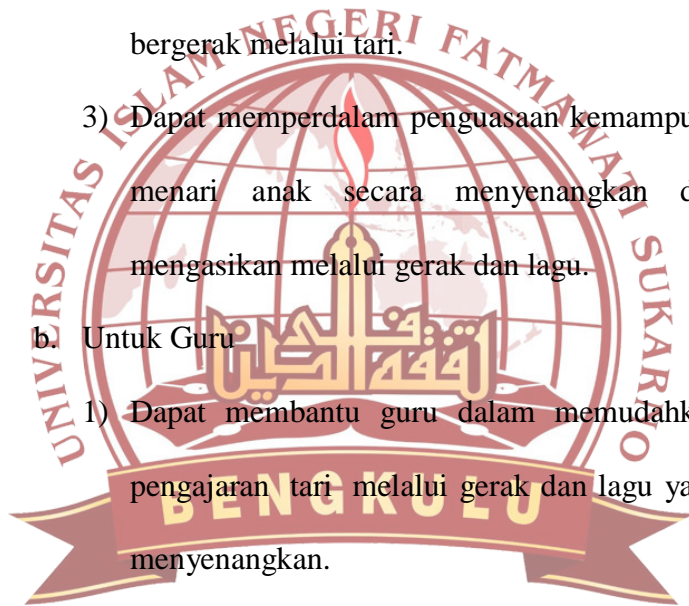 bergerak melalui tari.
3) Dapat memperdalam penguasaan kemampu
menari anak secara menyenangkan d
mengasikan melalui gerak dan lagu.
b. Untuk Guru
1) Dapat membantu guru dalam memudahk
pengajaran tari melalui gerak dan lagu ya
menyenangkan.
UNIVERSITAS ISLAM NEGERI FATMAWATI SUKARNO
BENGKULU